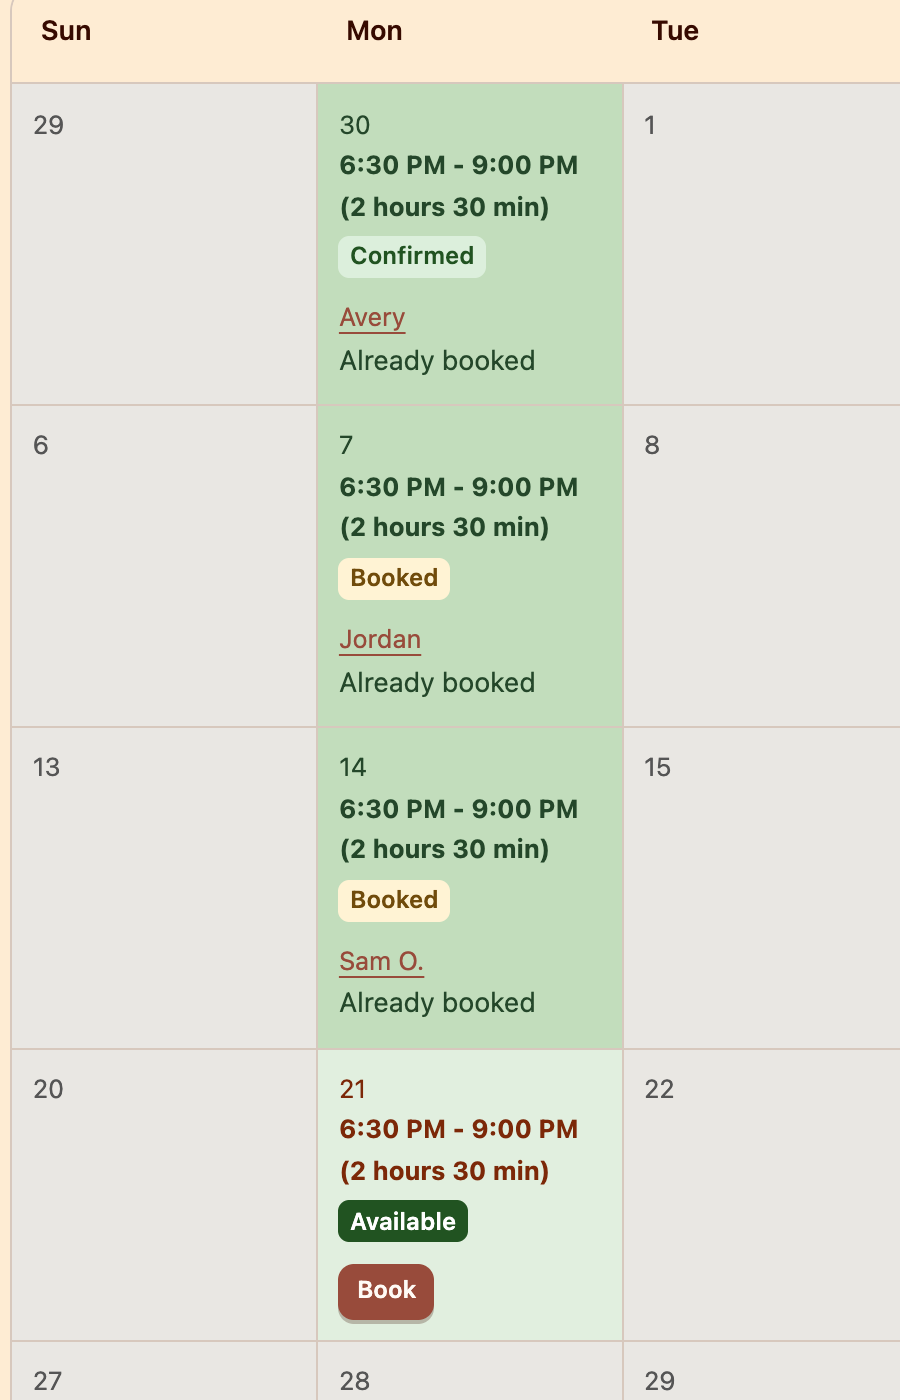 Sun Mon Tue
29 30 1
6:30 PM - 9:00 PM
(2 hours 30 min)
Confirmed
Avery
Already booked
6 7 8
6:30 PM - 9:00 PM
(2 hours 30 min)
Booked
Jordan
Already booked
13 14 15
6:30 PM - 9:00 PM
(2 hours 30 min)
Booked
Sam O.
Already booked
20 21 22
6:30 PM - 9:00 PM
(2 hours 30 min)
Available
Book
27 28 29